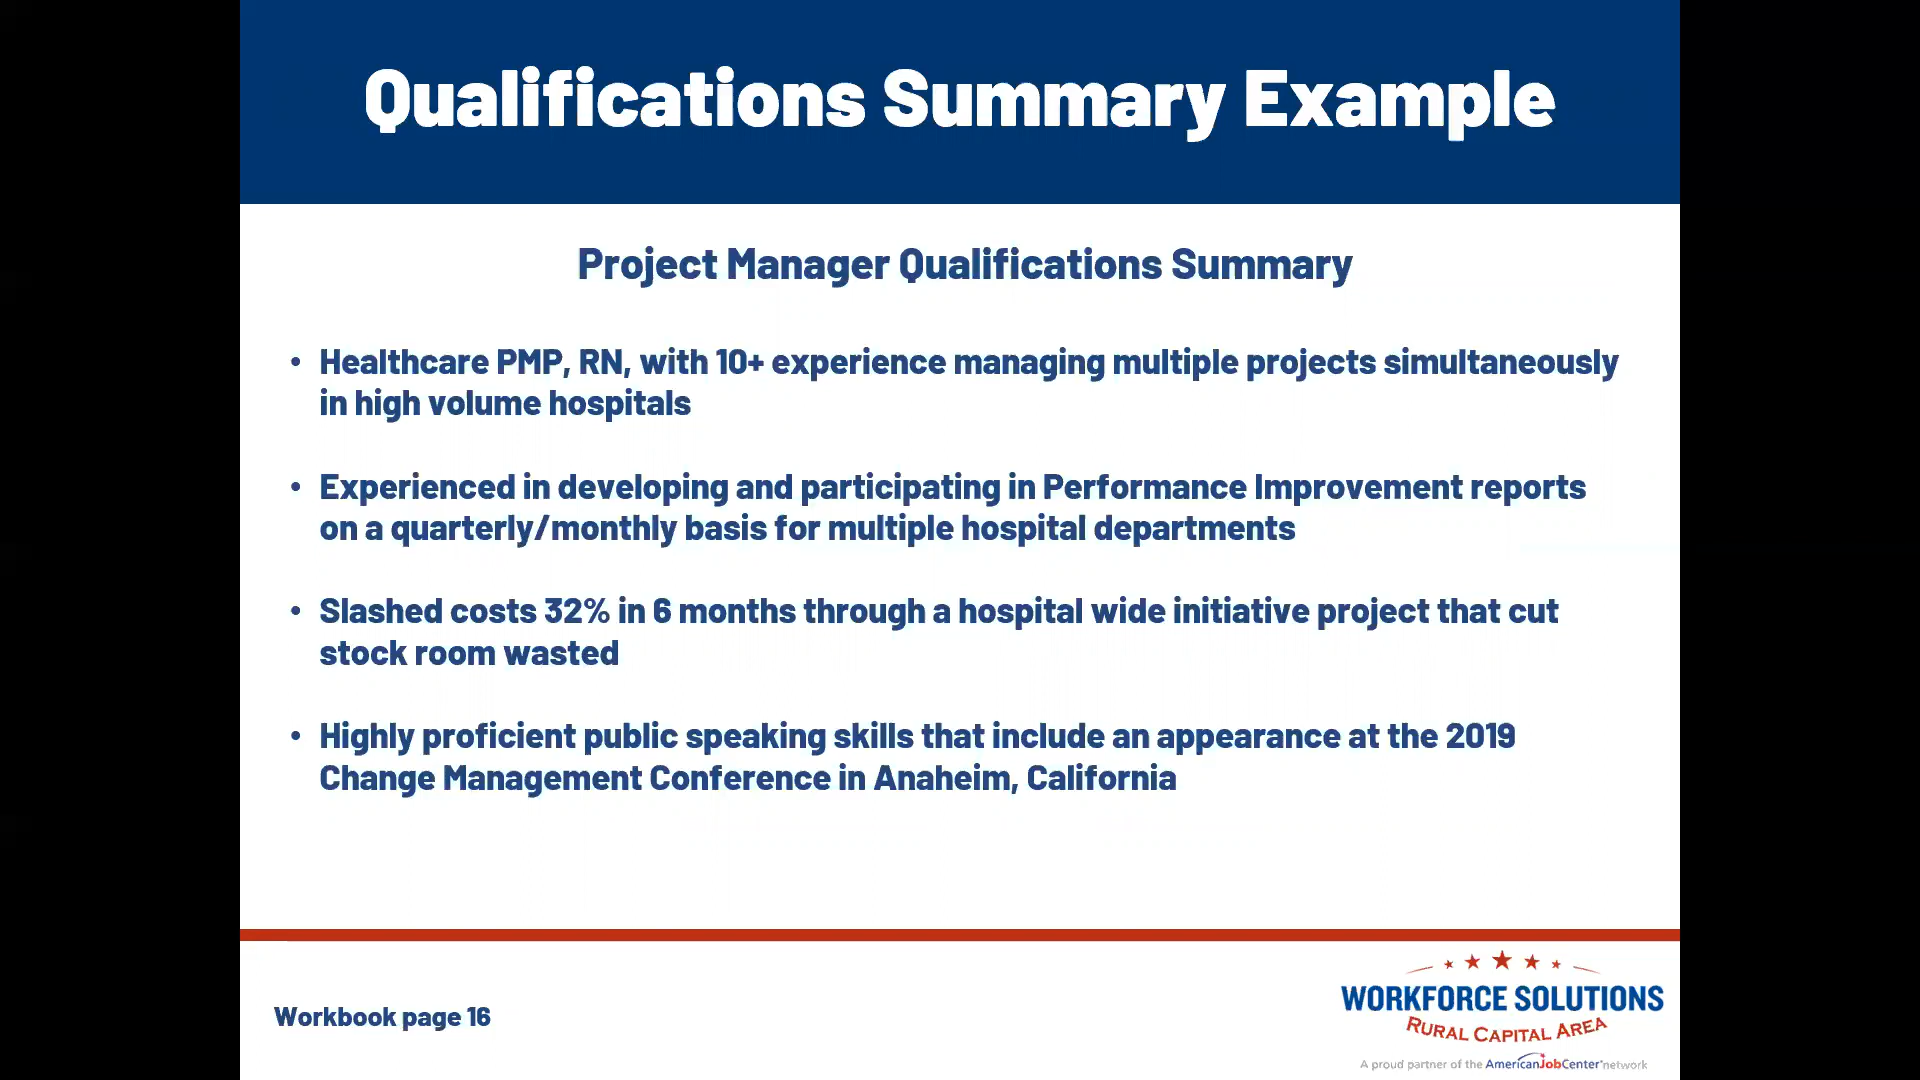 Qualifications Summary Example
Project Manager Qualifications Summary
• Healthcare PMP, RN, with 10+ experience managing multiple projects simultaneously
in high volume hospitals
• Experienced in developing and participating in Performance Improvement reports
on a quarterly/monthly basis for multiple hospital departments
• Slashed costs 32% in 6 months through a hospital wide initiative project that cut
stock room wasted
• Highly proficient public speaking skills that include an appearance at the 2019
Change Management Conference in Anaheim, California
Workbook page 16
WORKFORCE SOLUTIONS
RURAL CAPITAL AREA
A proud partner of the AmericanJobCenter network